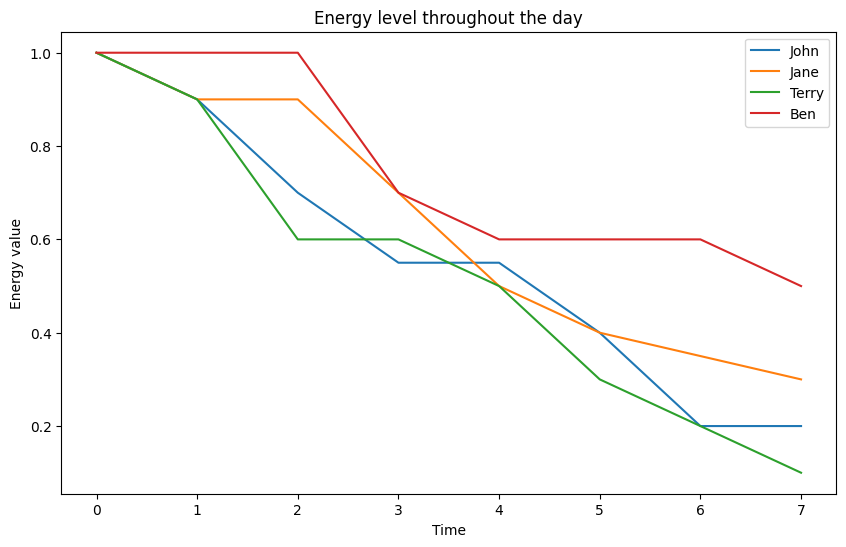 Energy level throughout the day
John
Jane
Terry
Ben
Energy value
1.0
0.8
0.6
0.4
0.2
0 1 2 3 4 5 6 7
Time